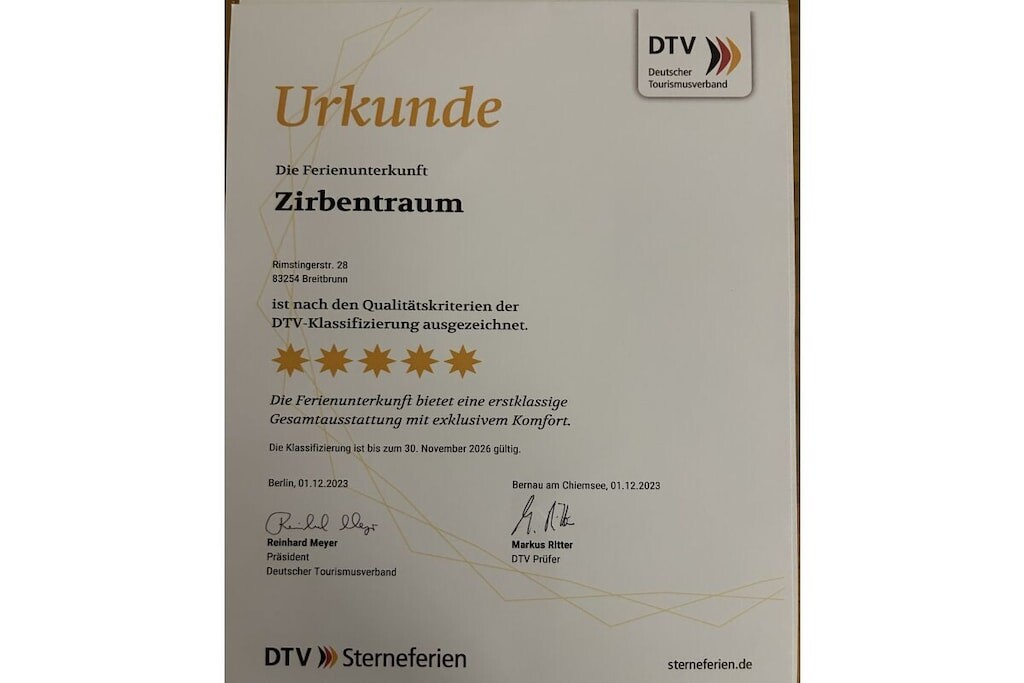 DTV
Deutscher
Tourismusverband
Urkunde
Die Ferienunterkunft
Zirbentraum
Rimstingerstr. 28
83254 Breitbrunn
ist nach den Qualitätskriterien der
DTV-Klassifizierung ausgezeichnet.
Die Ferienunterkunft bietet eine erstklassige
Gesamtausstattung mit exklusivem Komfort.
Die Klassifizierung ist bis zum 30. November 2026 gültig.
Berlin, 01.12.2023
Reinhard Meyer
Reinhard Meyer
Präsident
Deutscher Tourismusverband
Bernau am Chiemsee, 01.12.2023
M. Ritter
Markus Ritter
DTV Prüfer
DTV Sterneferien
sterneferien.de